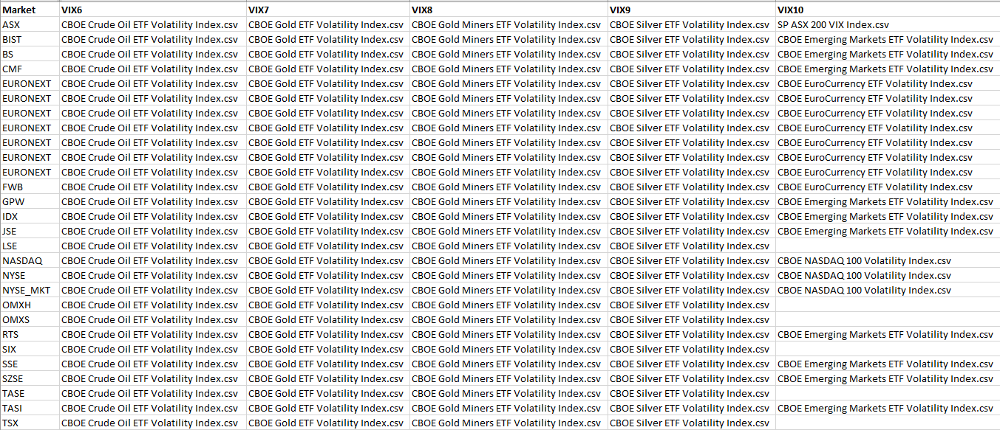 Market VIX6 VIX7 VIX8 VIX9 VIX10
ASX CBOE Crude Oil ETF Volatility Index.csv CBOE Gold ETF Volatility Index.csv CBOE Gold Miners ETF Volatility Index.csv CBOE Silver ETF Volatility Index.csv SP ASX 200 VIX Index.csv
BIST CBOE Crude Oil ETF Volatility Index.csv CBOE Gold ETF Volatility Index.csv CBOE Gold Miners ETF Volatility Index.csv CBOE Silver ETF Volatility Index.csv CBOE Emerging Markets ETF Volatility Index.csv
BS CBOE Crude Oil ETF Volatility Index.csv CBOE Gold ETF Volatility Index.csv CBOE Gold Miners ETF Volatility Index.csv CBOE Silver ETF Volatility Index.csv CBOE Emerging Markets ETF Volatility Index.csv
CMF CBOE Crude Oil ETF Volatility Index.csv CBOE Gold ETF Volatility Index.csv CBOE Gold Miners ETF Volatility Index.csv CBOE Silver ETF Volatility Index.csv CBOE Emerging Markets ETF Volatility Index.csv
EURONEXT CBOE Crude Oil ETF Volatility Index.csv CBOE Gold ETF Volatility Index.csv CBOE Gold Miners ETF Volatility Index.csv CBOE Silver ETF Volatility Index.csv CBOE EuroCurrency ETF Volatility Index.csv
EURONEXT CBOE Crude Oil ETF Volatility Index.csv CBOE Gold ETF Volatility Index.csv CBOE Gold Miners ETF Volatility Index.csv CBOE Silver ETF Volatility Index.csv CBOE EuroCurrency ETF Volatility Index.csv
EURONEXT CBOE Crude Oil ETF Volatility Index.csv CBOE Gold ETF Volatility Index.csv CBOE Gold Miners ETF Volatility Index.csv CBOE Silver ETF Volatility Index.csv CBOE EuroCurrency ETF Volatility Index.csv
EURONEXT CBOE Crude Oil ETF Volatility Index.csv CBOE Gold ETF Volatility Index.csv CBOE Gold Miners ETF Volatility Index.csv CBOE Silver ETF Volatility Index.csv CBOE EuroCurrency ETF Volatility Index.csv
EURONEXT CBOE Crude Oil ETF Volatility Index.csv CBOE Gold ETF Volatility Index.csv CBOE Gold Miners ETF Volatility Index.csv CBOE Silver ETF Volatility Index.csv CBOE EuroCurrency ETF Volatility Index.csv
EURONEXT CBOE Crude Oil ETF Volatility Index.csv CBOE Gold ETF Volatility Index.csv CBOE Gold Miners ETF Volatility Index.csv CBOE Silver ETF Volatility Index.csv CBOE EuroCurrency ETF Volatility Index.csv
EURONEXT CBOE Crude Oil ETF Volatility Index.csv CBOE Gold ETF Volatility Index.csv CBOE Gold Miners ETF Volatility Index.csv CBOE Silver ETF Volatility Index.csv CBOE EuroCurrency ETF Volatility Index.csv
FWB CBOE Crude Oil ETF Volatility Index.csv CBOE Gold ETF Volatility Index.csv CBOE Gold Miners ETF Volatility Index.csv CBOE Silver ETF Volatility Index.csv CBOE EuroCurrency ETF Volatility Index.csv
GPW CBOE Crude Oil ETF Volatility Index.csv CBOE Gold ETF Volatility Index.csv CBOE Gold Miners ETF Volatility Index.csv CBOE Silver ETF Volatility Index.csv CBOE Emerging Markets ETF Volatility Index.csv
IDX CBOE Crude Oil ETF Volatility Index.csv CBOE Gold ETF Volatility Index.csv CBOE Gold Miners ETF Volatility Index.csv CBOE Silver ETF Volatility Index.csv CBOE Emerging Markets ETF Volatility Index.csv
JSE CBOE Crude Oil ETF Volatility Index.csv CBOE Gold ETF Volatility Index.csv CBOE Gold Miners ETF Volatility Index.csv CBOE Silver ETF Volatility Index.csv CBOE Emerging Markets ETF Volatility Index.csv
LSE CBOE Crude Oil ETF Volatility Index.csv CBOE Gold ETF Volatility Index.csv CBOE Gold Miners ETF Volatility Index.csv CBOE Silver ETF Volatility Index.csv
NASDAQ CBOE Crude Oil ETF Volatility Index.csv CBOE Gold ETF Volatility Index.csv CBOE Gold Miners ETF Volatility Index.csv CBOE Silver ETF Volatility Index.csv CBOE NASDAQ 100 Volatility Index.csv
NYSE CBOE Crude Oil ETF Volatility Index.csv CBOE Gold ETF Volatility Index.csv CBOE Gold Miners ETF Volatility Index.csv CBOE Silver ETF Volatility Index.csv CBOE NASDAQ 100 Volatility Index.csv
NYSE_MKT CBOE Crude Oil ETF Volatility Index.csv CBOE Gold ETF Volatility Index.csv CBOE Gold Miners ETF Volatility Index.csv CBOE Silver ETF Volatility Index.csv CBOE NASDAQ 100 Volatility Index.csv
OMXH CBOE Crude Oil ETF Volatility Index.csv CBOE Gold ETF Volatility Index.csv CBOE Gold Miners ETF Volatility Index.csv CBOE Silver ETF Volatility Index.csv
OMXS CBOE Crude Oil ETF Volatility Index.csv CBOE Gold ETF Volatility Index.csv CBOE Gold Miners ETF Volatility Index.csv CBOE Silver ETF Volatility Index.csv
RTS CBOE Crude Oil ETF Volatility Index.csv CBOE Gold ETF Volatility Index.csv CBOE Gold Miners ETF Volatility Index.csv CBOE Silver ETF Volatility Index.csv CBOE Emerging Markets ETF Volatility Index.csv
SIX CBOE Crude Oil ETF Volatility Index.csv CBOE Gold ETF Volatility Index.csv CBOE Gold Miners ETF Volatility Index.csv CBOE Silver ETF Volatility Index.csv
SSE CBOE Crude Oil ETF Volatility Index.csv CBOE Gold ETF Volatility Index.csv CBOE Gold Miners ETF Volatility Index.csv CBOE Silver ETF Volatility Index.csv CBOE Emerging Markets ETF Volatility Index.csv
SZSE CBOE Crude Oil ETF Volatility Index.csv CBOE Gold ETF Volatility Index.csv CBOE Gold Miners ETF Volatility Index.csv CBOE Silver ETF Volatility Index.csv CBOE Emerging Markets ETF Volatility Index.csv
TASE CBOE Crude Oil ETF Volatility Index.csv CBOE Gold ETF Volatility Index.csv CBOE Gold Miners ETF Volatility Index.csv CBOE Silver ETF Volatility Index.csv
TASI CBOE Crude Oil ETF Volatility Index.csv CBOE Gold ETF Volatility Index.csv CBOE Gold Miners ETF Volatility Index.csv CBOE Silver ETF Volatility Index.csv CBOE Emerging Markets ETF Volatility Index.csv
TSX CBOE Crude Oil ETF Volatility Index.csv CBOE Gold ETF Volatility Index.csv CBOE Gold Miners ETF Volatility Index.csv CBOE Silver ETF Volatility Index.csv